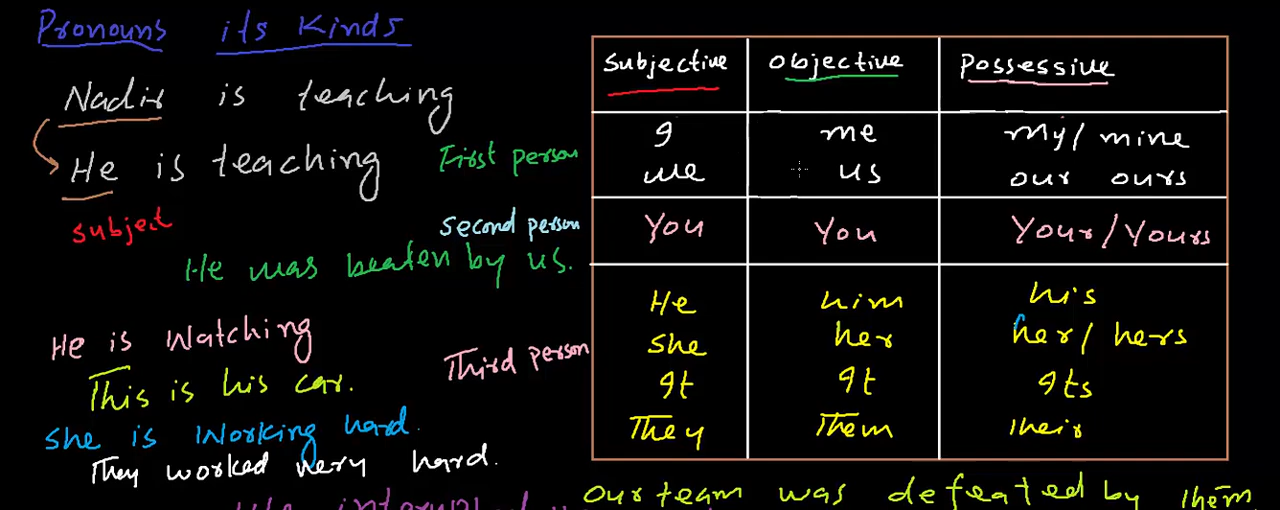 Pronouns its Kinds
Nadir is teaching
He is teaching
subject
He was beaten by us.
He is Watching
This is his car.
She is Working hard.
They worked very hard.
First person
Second person
Third person
Subjective Objective Possessive
I me my/ mine
we us our ours
You You Your/Yours
He him his
she her her/ hers
It It Its
They Them Their
our team was defeated by them